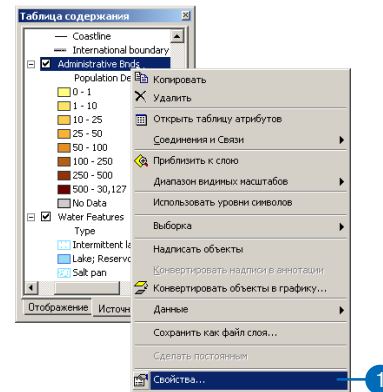 Таблица содержания
Coastline
International boundary
Administrative Bnds.
Population De
0 - 1
1 - 10
10 - 25
25 - 50
50 - 100
100 - 250
250 - 500
500 - 30,127
No Data
Water Features
Type
Intermittent la
Lake; Reservo
Salt pan
Отображение
Источн
Копировать
Удалить
Открыть таблицу атрибутов
Соединения и Связи
Приблизить к слою
Диапазон видимых масштабов
Использовать уровни символов
Выборка
Надписать объекты
Конвертировать надписи в аннотации
Конвертировать объекты в графику...
Данные
Сохранить как файл слоя...
Сделать постоянным
Свойства...
1